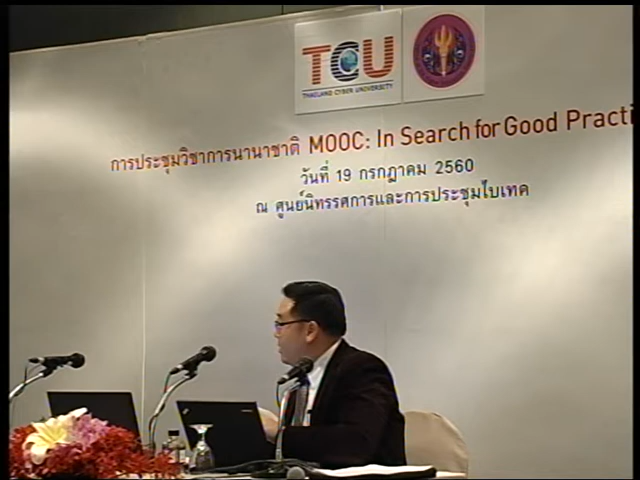 TCU
THAILAND CYBER UNIVERSITY
การประชุมวิชาการนานาชาติ MOOC: In Search for Good Practi
วันที่ 19 กรกฎาคม 2560
ณ ศูนย์นิทรรศการและการประชุมไบเทค